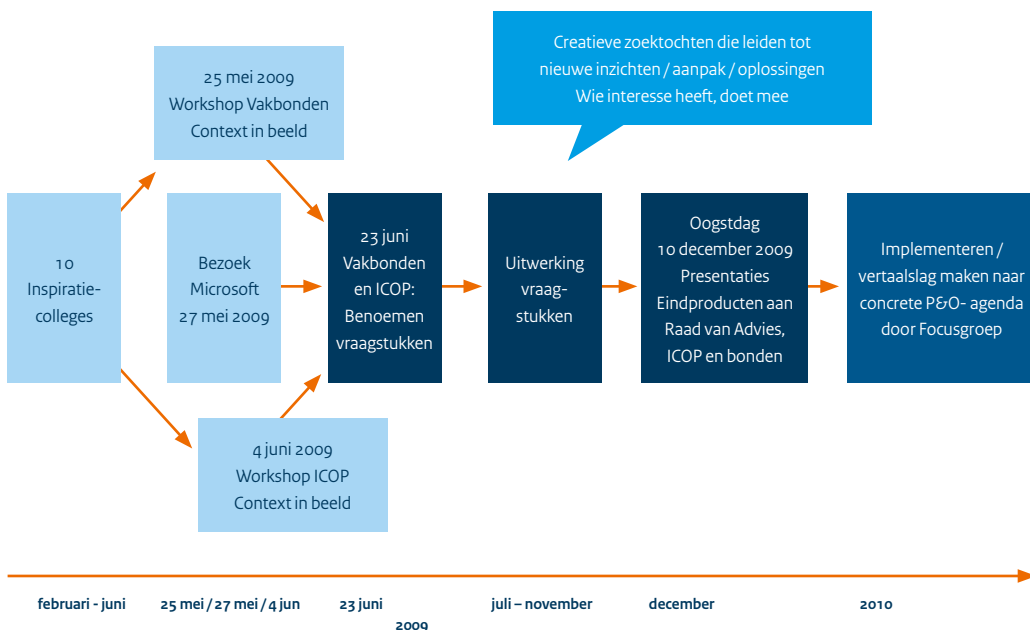 Creatieve zoektochten die leiden tot
nieuwe inzichten / aanpak / oplossingen
Wie interesse heeft, doet mee
25 mei 2009
Workshop Vakbonden
Context in beeld
10
Inspiratie-
colleges
Bezoek
Microsoft
27 mei 2009
23 juni
Vakbonden
en ICOP:
Benoemen
vraagstukken
Uitwerking
vraag-
stukken
Oogstdag
10 december 2009
Presentaties
Eindproducten aan
Raad van Advies,
ICOP en bonden
Implementeren /
vertaalslag maken naar
concrete P&O- agenda
door Focusgroep
4 juni 2009
Workshop ICOP
Context in beeld
februari - juni
25 mei / 27 mei / 4 jun
23 juni
juli – november
december
2010
2009